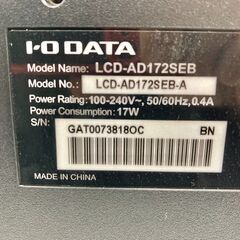 I-O DATA
Model Name: LCD-AD172SEB
Model No.: LCD-AD172SEB-A
Power Rating:100-240V~, 50/60Hz,0.4A
Power Consumption:17W
S/N:
GAT0073818OC BN
MADE IN CHINA